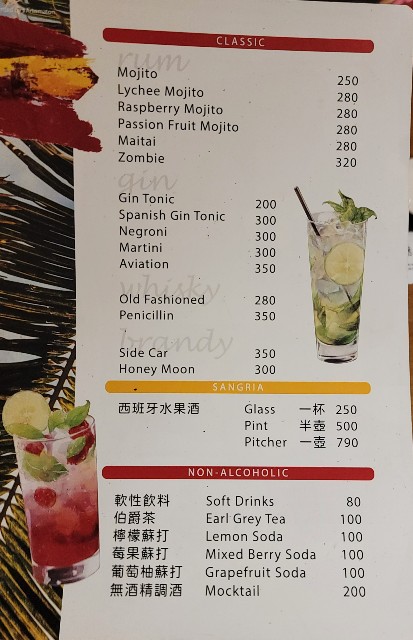 CLASSIC
rum
Mojito 250
Lychee Mojito 280
Raspberry Mojito 280
Passion Fruit Mojito 280
Maitai 280
Zombie 320
gin
Gin Tonic 200
Spanish Gin Tonic 300
Negroni 300
Martini 300
Aviation 350
whisky
Old Fashioned 280
Penicillin 350
brandy
Side Car 350
Honey Moon 300
SANGRIA
西班牙水果酒 Glass 一杯 250
Pint 半壺 500
Pitcher 一壺 790
NON-ALCOHOLIC
軟性飲料 Soft Drinks 80
伯爵茶 Earl Grey Tea 100
檸檬蘇打 Lemon Soda 100
莓果蘇打 Mixed Berry Soda 100
葡萄柚蘇打 Grapefruit Soda 100
無酒精調酒 Mocktail 200